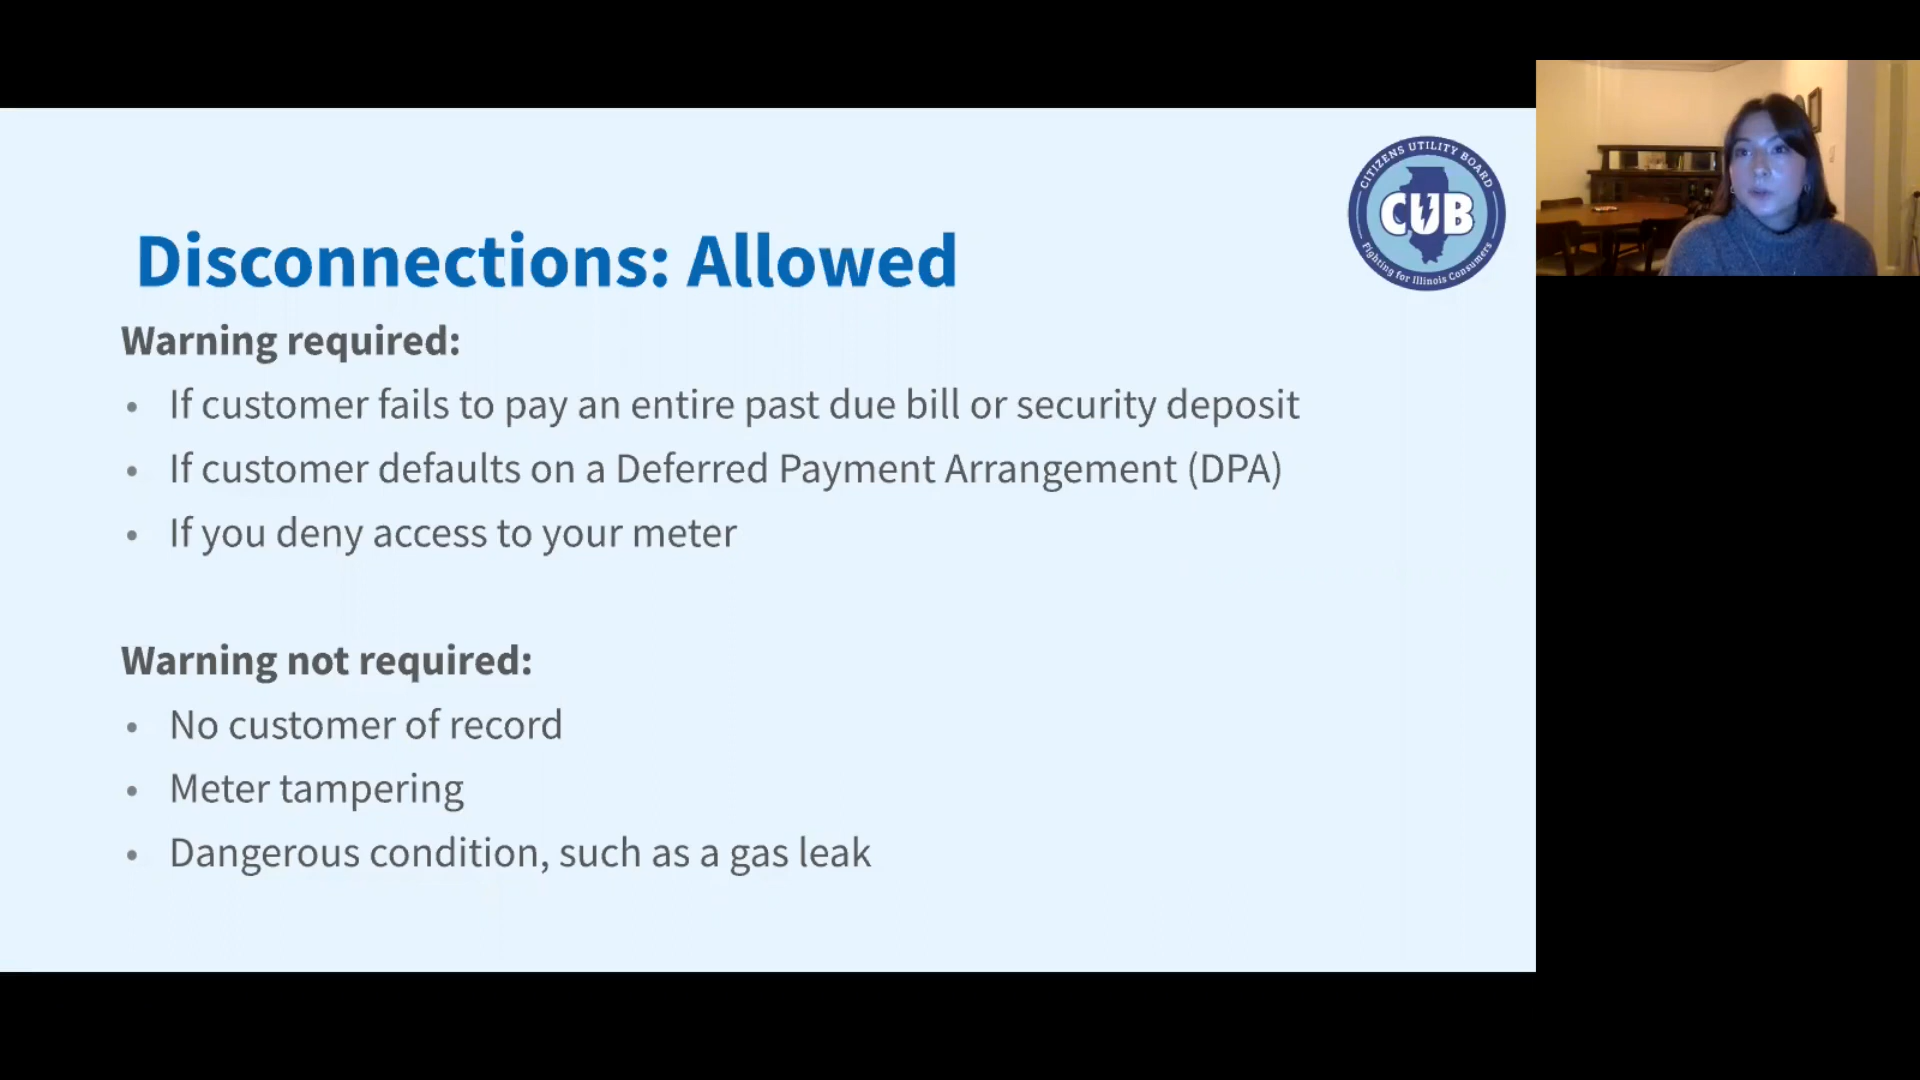 Disconnections: Allowed
CITIZENS UTILITY BOARD
CUB
Fighting for Illinois Consumers
Warning required:
• If customer fails to pay an entire past due bill or security deposit
• If customer defaults on a Deferred Payment Arrangement (DPA)
• If you deny access to your meter
Warning not required:
• No customer of record
• Meter tampering
• Dangerous condition, such as a gas leak